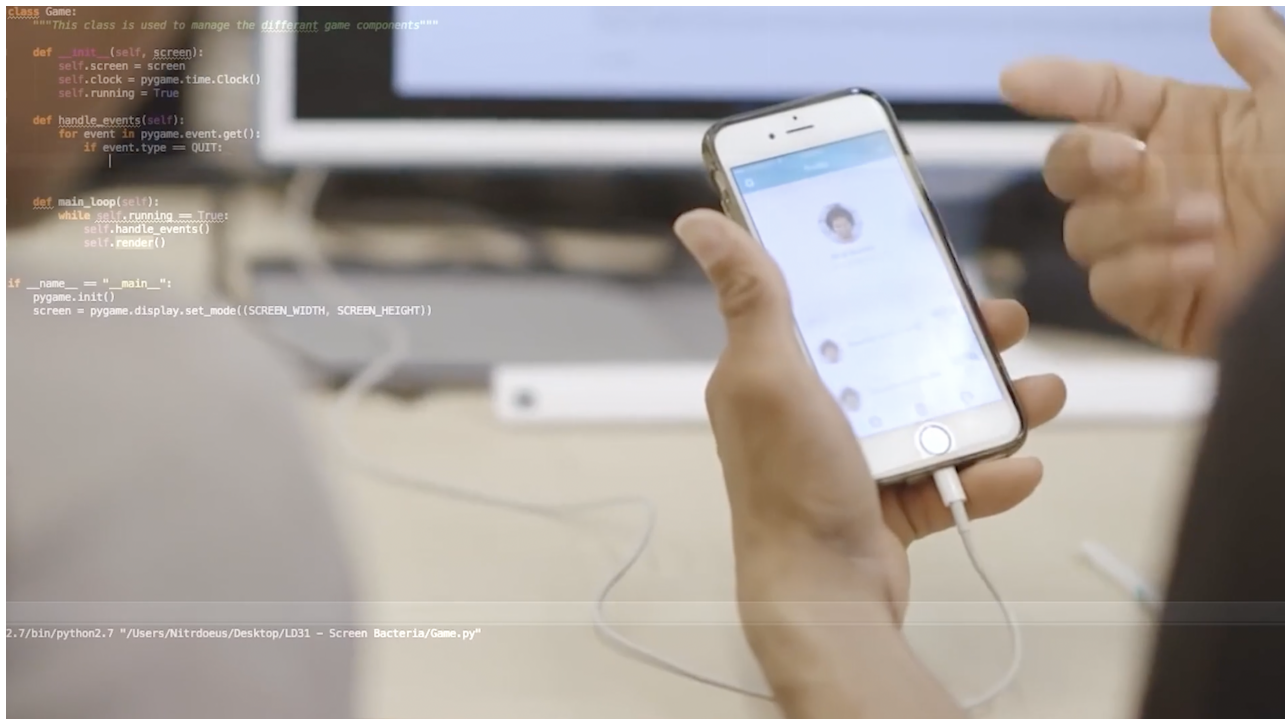 class Game:
"""This class is used to manage the differant game components"""
def __init__(self, screen):
self.screen = screen
self.clock = pygame.time.Clock()
self.running = True
def handle_events(self):
for event in pygame.event.get():
if event.type == QUIT:
def main_loop(self):
while self.running == True:
self.handle_events()
self.render()
if __name__ == "__main__":
pygame.init()
screen = pygame.display.set_mode((SCREEN_WIDTH, SCREEN_HEIGHT))
2.7/bin/python2.7 "/Users/Nitrdoeus/Desktop/LD31 - Screen Bacteria/Game.py"